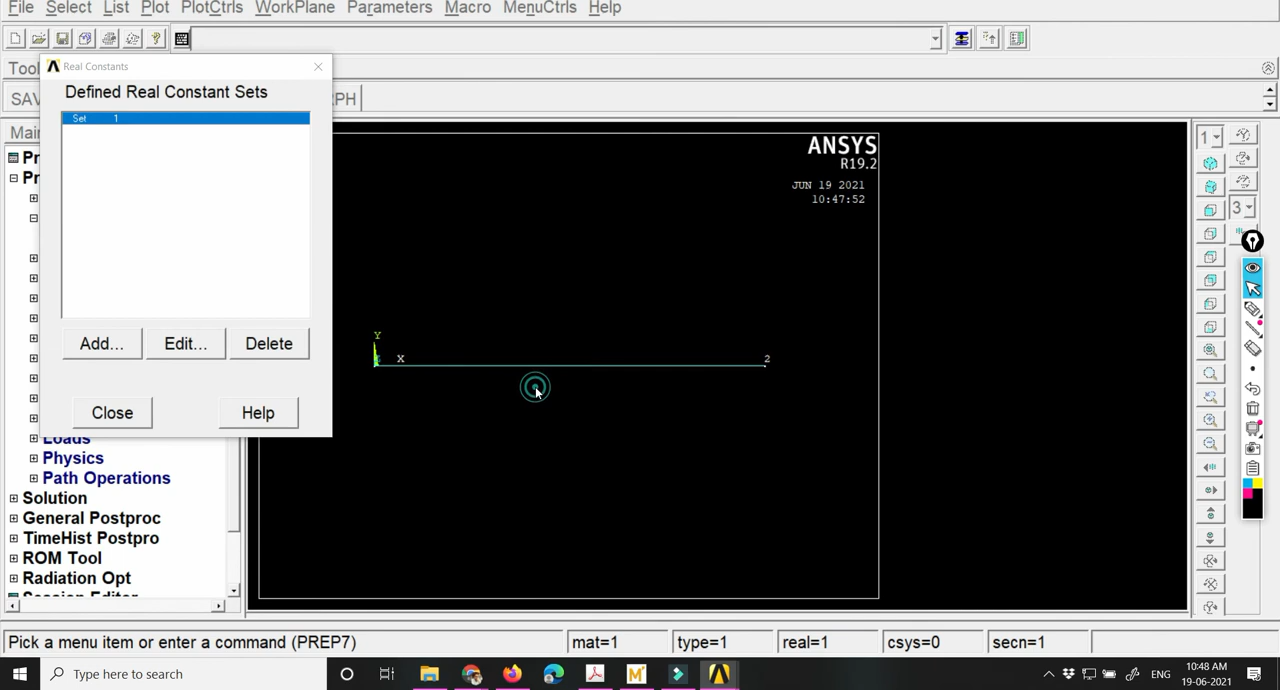 File Select List Plot PlotCtrls WorkPlane Parameters Macro MenuCtrls Help
Real Constants
Defined Real Constant Sets
Set 1
Add... Edit... Delete
Close Help
Loads
Physics
Path Operations
Solution
General Postproc
TimeHist Postpro
ROM Tool
Radiation Opt
ANSYS
R19.2
JUN 19 2021
10:47:52
Y
X
2
1
3
Pick a menu item or enter a command (PREP7) mat=1 type=1 real=1 csys=0 secn=1
Type here to search
ENG
10:48 AM
19-06-2021